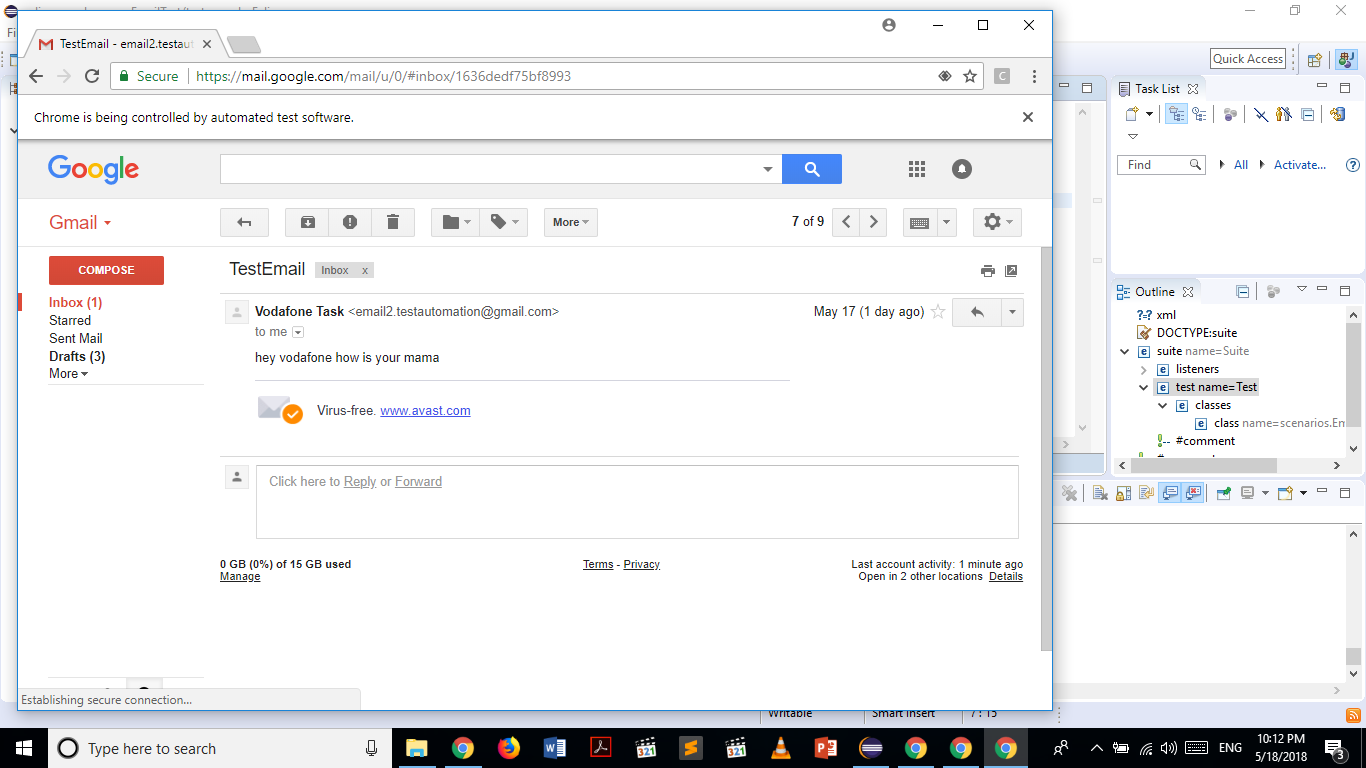 TestEmail - email2.testau
Secure https://mail.google.com/mail/u/0/#inbox/1636dedf75bf8993
C
Chrome is being controlled by automated test software.
Google
Gmail
More
7 of 9
COMPOSE
Inbox (1)
Starred
Sent Mail
Drafts (3)
More
TestEmail Inbox x
Vodafone Task <email2.testautomation@gmail.com> May 17 (1 day ago)
to me
hey vodafone how is your mama
Virus-free. www.avast.com
Click here to Reply or Forward
0 GB (0%) of 15 GB used
Manage
Terms - Privacy
Last account activity: 1 minute ago
Open in 2 other locations Details
Establishing secure connection...
Quick Access
Task List
Find All Activate...
Outline
xml
DOCTYPE:suite
suite name=Suite
listeners
test name=Test
classes
class name=scenarios.Em
#comment
Writable Smart Insert 7 : 15
Type here to search
ENG
10:12 PM
5/18/2018
3